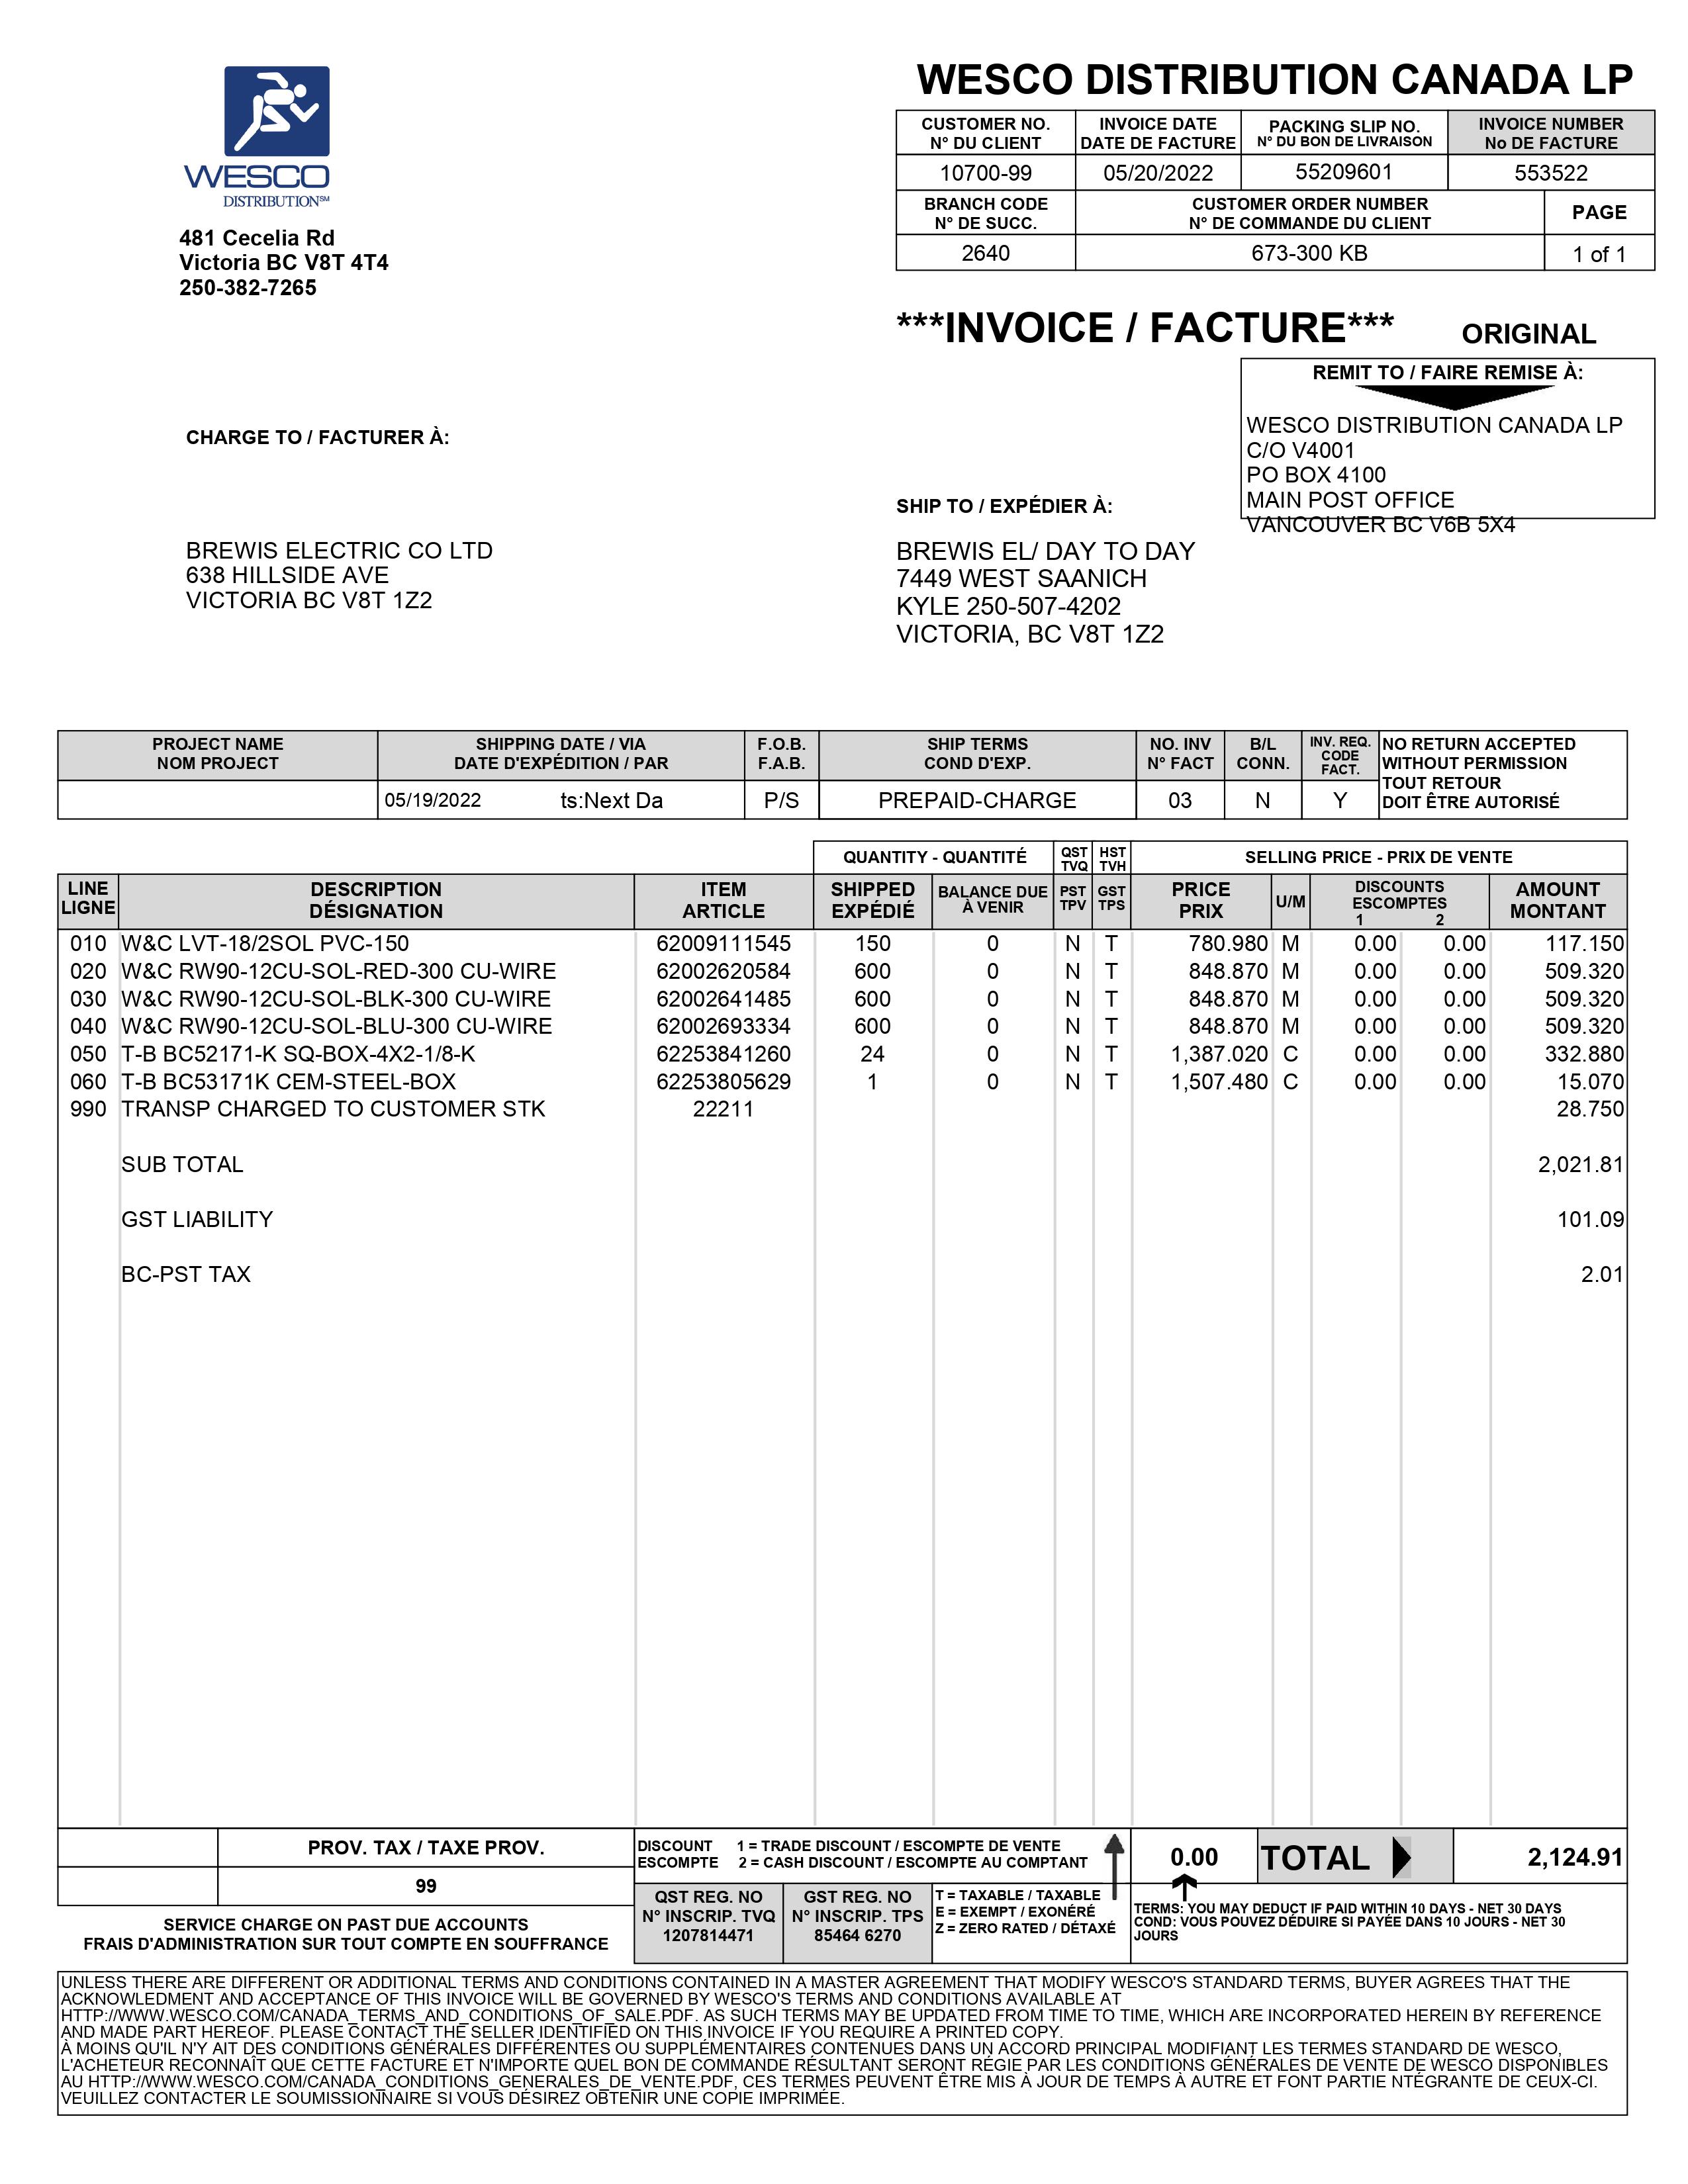 WESCO DISTRIBUTION CANADA LP
WESCO
DISTRIBUTION℠
481 Cecelia Rd
Victoria BC V8T 4T4
250-382-7265
CUSTOMER NO. INVOICE DATE PACKING SLIP NO. INVOICE NUMBER
N° DU CLIENT DATE DE FACTURE N° DU BON DE LIVRAISON No DE FACTURE
10700-99 05/20/2022 55209601 553522
BRANCH CODE CUSTOMER ORDER NUMBER PAGE
N° DE SUCC. N° DE COMMANDE DU CLIENT
2640 673-300 KB 1 of 1
***INVOICE / FACTURE*** ORIGINAL
REMIT TO / FAIRE REMISE À:
WESCO DISTRIBUTION CANADA LP
C/O V4001
PO BOX 4100
MAIN POST OFFICE
VANCOUVER BC V6B 5X4
CHARGE TO / FACTURER À:
BREWIS ELECTRIC CO LTD
638 HILLSIDE AVE
VICTORIA BC V8T 1Z2
SHIP TO / EXPÉDIER À:
BREWIS EL/ DAY TO DAY
7449 WEST SAANICH
KYLE 250-507-4202
VICTORIA, BC V8T 1Z2
PROJECT NAME SHIPPING DATE / VIA F.O.B. SHIP TERMS NO. INV B/L INV. REQ.
NOM PROJECT DATE D'EXPÉDITION / PAR F.A.B. COND D'EXP. N° FACT CONN. CODE
FACT.
NO RETURN ACCEPTED
WITHOUT PERMISSION
TOUT RETOUR
DOIT ÊTRE AUTORISÉ
05/19/2022 ts:Next Da P/S PREPAID-CHARGE 03 N Y
QUANTITY - QUANTITÉ QST HST SELLING PRICE - PRIX DE VENTE
TVQ TVH
LINE DESCRIPTION ITEM SHIPPED BALANCE DUE PST GST PRICE U/M DISCOUNTS AMOUNT
LIGNE DÉSIGNATION ARTICLE EXPÉDIÉ À VENIR TPV TPS PRIX ESCOMPTES MONTANT
1 2
010 W&C LVT-18/2SOL PVC-150 62009111545 150 0 N T 780.980 M 0.00 0.00 117.150
020 W&C RW90-12CU-SOL-RED-300 CU-WIRE 62002620584 600 0 N T 848.870 M 0.00 0.00 509.320
030 W&C RW90-12CU-SOL-BLK-300 CU-WIRE 62002641485 600 0 N T 848.870 M 0.00 0.00 509.320
040 W&C RW90-12CU-SOL-BLU-300 CU-WIRE 62002693334 600 0 N T 848.870 M 0.00 0.00 509.320
050 T-B BC52171-K SQ-BOX-4X2-1/8-K 62253841260 24 0 N T 1,387.020 C 0.00 0.00 332.880
060 T-B BC53171K CEM-STEEL-BOX 62253805629 1 0 N T 1,507.480 C 0.00 0.00 15.070
990 TRANSP CHARGED TO CUSTOMER STK 22211 28.750
SUB TOTAL 2,021.81
GST LIABILITY 101.09
BC-PST TAX 2.01
PROV. TAX / TAXE PROV.
99
SERVICE CHARGE ON PAST DUE ACCOUNTS
FRAIS D'ADMINISTRATION SUR TOUT COMPTE EN SOUFFRANCE
DISCOUNT 1 = TRADE DISCOUNT / ESCOMPTE DE VENTE
ESCOMPTE 2 = CASH DISCOUNT / ESCOMPTE AU COMPTANT
0.00 TOTAL 2,124.91
QST REG. NO GST REG. NO
N° INSCRIP. TVQ N° INSCRIP. TPS
1207814471 85464 6270
T = TAXABLE / TAXABLE
E = EXEMPT / EXONÉRÉ
Z = ZERO RATED / DÉTAXÉ
TERMS: YOU MAY DEDUCT IF PAID WITHIN 10 DAYS - NET 30 DAYS
COND: VOUS POUVEZ DÉDUIRE SI PAYÉE DANS 10 JOURS - NET 30
JOURS
UNLESS THERE ARE DIFFERENT OR ADDITIONAL TERMS AND CONDITIONS CONTAINED IN A MASTER AGREEMENT THAT MODIFY WESCO'S STANDARD TERMS, BUYER AGREES THAT THE
ACKNOWLEDMENT AND ACCEPTANCE OF THIS INVOICE WILL BE GOVERNED BY WESCO'S TERMS AND CONDITIONS AVAILABLE AT
HTTP://WWW.WESCO.COM/CANADA_TERMS_AND_CONDITIONS_OF_SALE.PDF. AS SUCH TERMS MAY BE UPDATED FROM TIME TO TIME, WHICH ARE INCORPORATED HEREIN BY REFERENCE
AND MADE PART HEREOF. PLEASE CONTACT THE SELLER IDENTIFIED ON THIS INVOICE IF YOU REQUIRE A PRINTED COPY.
À MOINS QU'IL N'Y AIT DES CONDITIONS GÉNÉRALES DIFFÉRENTES OU SUPPLÉMENTAIRES CONTENUES DANS UN ACCORD PRINCIPAL MODIFIANT LES TERMES STANDARD DE WESCO,
L'ACHETEUR RECONNAÎT QUE CETTE FACTURE ET N'IMPORTE QUEL BON DE COMMANDE RÉSULTANT SERONT RÉGIE PAR LES CONDITIONS GÉNÉRALES DE VENTE DE WESCO DISPONIBLES
AU HTTP://WWW.WESCO.COM/CANADA_CONDITIONS_GENERALES_DE_VENTE.PDF, CES TERMES PEUVENT ÊTRE MIS À JOUR DE TEMPS À AUTRE ET FONT PARTIE NTÉGRANTE DE CEUX-CI.
VEUILLEZ CONTACTER LE SOUMISSIONNAIRE SI VOUS DÉSIREZ OBTENIR UNE COPIE IMPRIMÉE.